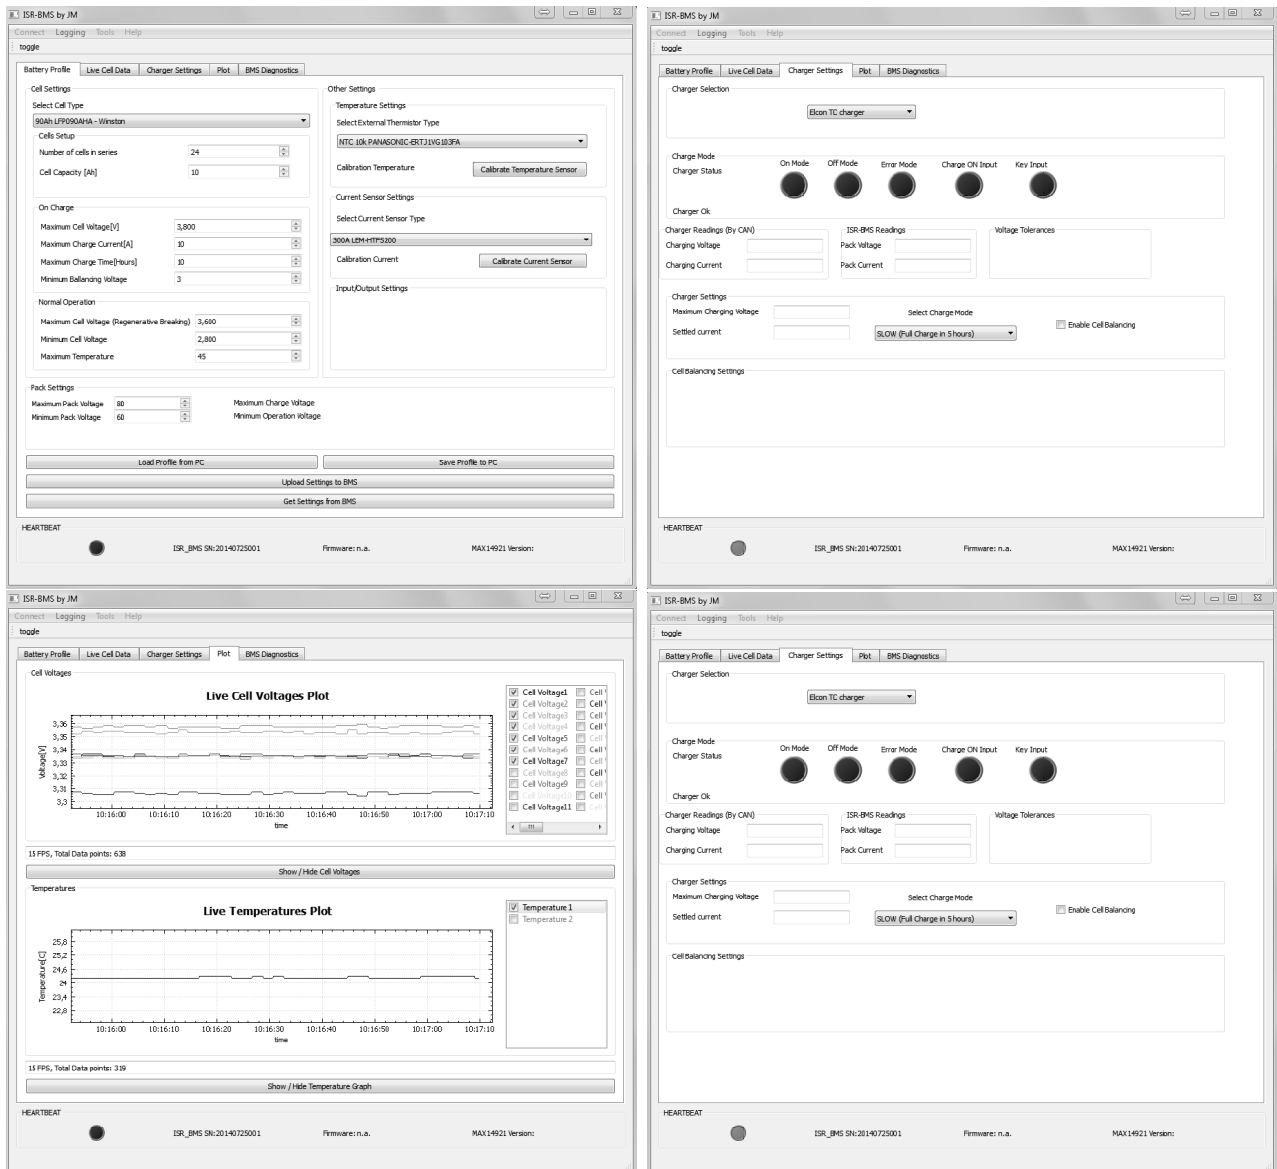 ISR-BMS by JM
Connect Logging Tools Help
toggle
Battery Profile Live Cell Data Charger Settings Plot BMS Diagnostics
Cell Settings
Select Cell Type
90Ah LFP090AHA - Winston
Cells Setup
Number of cells in series 24
Cell Capacity [Ah] 10
On Charge
Maximum Cell Voltage[V] 3,800
Maximum Charge Current[A] 10
Maximum Charge Time[Hours] 10
Minimum Ballancing Voltage 3
Normal Operation
Maximum Cell Voltage (Regenerative Breaking) 3,600
Minimum Cell Voltage 2,800
Maximum Temperature 45
Other Settings
Temperature Settings
Select External Thermistor Type
NTC 10k PANASONIC-ERTJ1VG103FA
Calibration Temperature Calibrate Temperature Sensor
Current Sensor Settings
Select Current Sensor Type
300A LEM-HTFS200
Calibration Current Calibrate Current Sensor
Input/Output Settings
Pack Settings
Maximum Pack Voltage 80 Maximum Charge Voltage
Minimum Pack Voltage 60 Minimum Operation Voltage
Load Profile from PC Save Profile to PC
Upload Settings to BMS
Get Settings from BMS
HEARTBEAT
ISR_BMS SN:20140725001 Firmware: n.a. MAX14921 Version:
ISR-BMS by JM
Connect Logging Tools Help
toggle
Battery Profile Live Cell Data Charger Settings Plot BMS Diagnostics
Charger Selection
Elcon TC charger
Charge Mode
On Mode Off Mode Error Mode Charge ON Input Key Input
Charger Status
Charger Ok
Charger Readings (By CAN) ISR-BMS Readings Voltage Tolerances
Charging Voltage Pack Voltage
Charging Current Pack Current
Charger Settings
Maximum Charging Voltage Select Charge Mode
Settled current SLOW (Full Charge in 5 hours) Enable Cell Balancing
Cell Balancing Settings
HEARTBEAT
ISR_BMS SN:20140725001 Firmware: n.a. MAX14921 Version:
ISR-BMS by JM
Connect Logging Tools Help
toggle
Battery Profile Live Cell Data Charger Settings Plot BMS Diagnostics
Cell Voltages
Live Cell Voltages Plot
Voltage[V]
3,36
3,35
3,34
3,33
3,32
3,31
3,3
10:16:00 10:16:10 10:16:20 10:16:30 10:16:40 10:16:50 10:17:00 10:17:10
time
Cell Voltage1 Cell
Cell Voltage2 Cell
Cell Voltage3 Cell
Cell Voltage4 Cell
Cell Voltage5 Cell
Cell Voltage6 Cell
Cell Voltage7 Cell
Cell Voltage8 Cell
Cell Voltage9 Cell
Cell Voltage10 Cell
Cell Voltage11 Cell
15 FPS, Total Data points: 638
Show / Hide Cell Voltages
Temperatures
Live Temperatures Plot
Temperature[C]
25,8
25,2
24,6
24
23,4
22,8
10:16:00 10:16:10 10:16:20 10:16:30 10:16:40 10:16:50 10:17:00 10:17:10
time
Temperature 1
Temperature 2
15 FPS, Total Data points: 319
Show / Hide Temperature Graph
HEARTBEAT
ISR_BMS SN:20140725001 Firmware: n.a. MAX14921 Version:
ISR-BMS by JM
Connect Logging Tools Help
toggle
Battery Profile Live Cell Data Charger Settings Plot BMS Diagnostics
Charger Selection
Elcon TC charger
Charge Mode
On Mode Off Mode Error Mode Charge ON Input Key Input
Charger Status
Charger Ok
Charger Readings (By CAN) ISR-BMS Readings Voltage Tolerances
Charging Voltage Pack Voltage
Charging Current Pack Current
Charger Settings
Maximum Charging Voltage Select Charge Mode
Settled current SLOW (Full Charge in 5 hours) Enable Cell Balancing
Cell Balancing Settings
HEARTBEAT
ISR_BMS SN:20140725001 Firmware: n.a. MAX14921 Version: